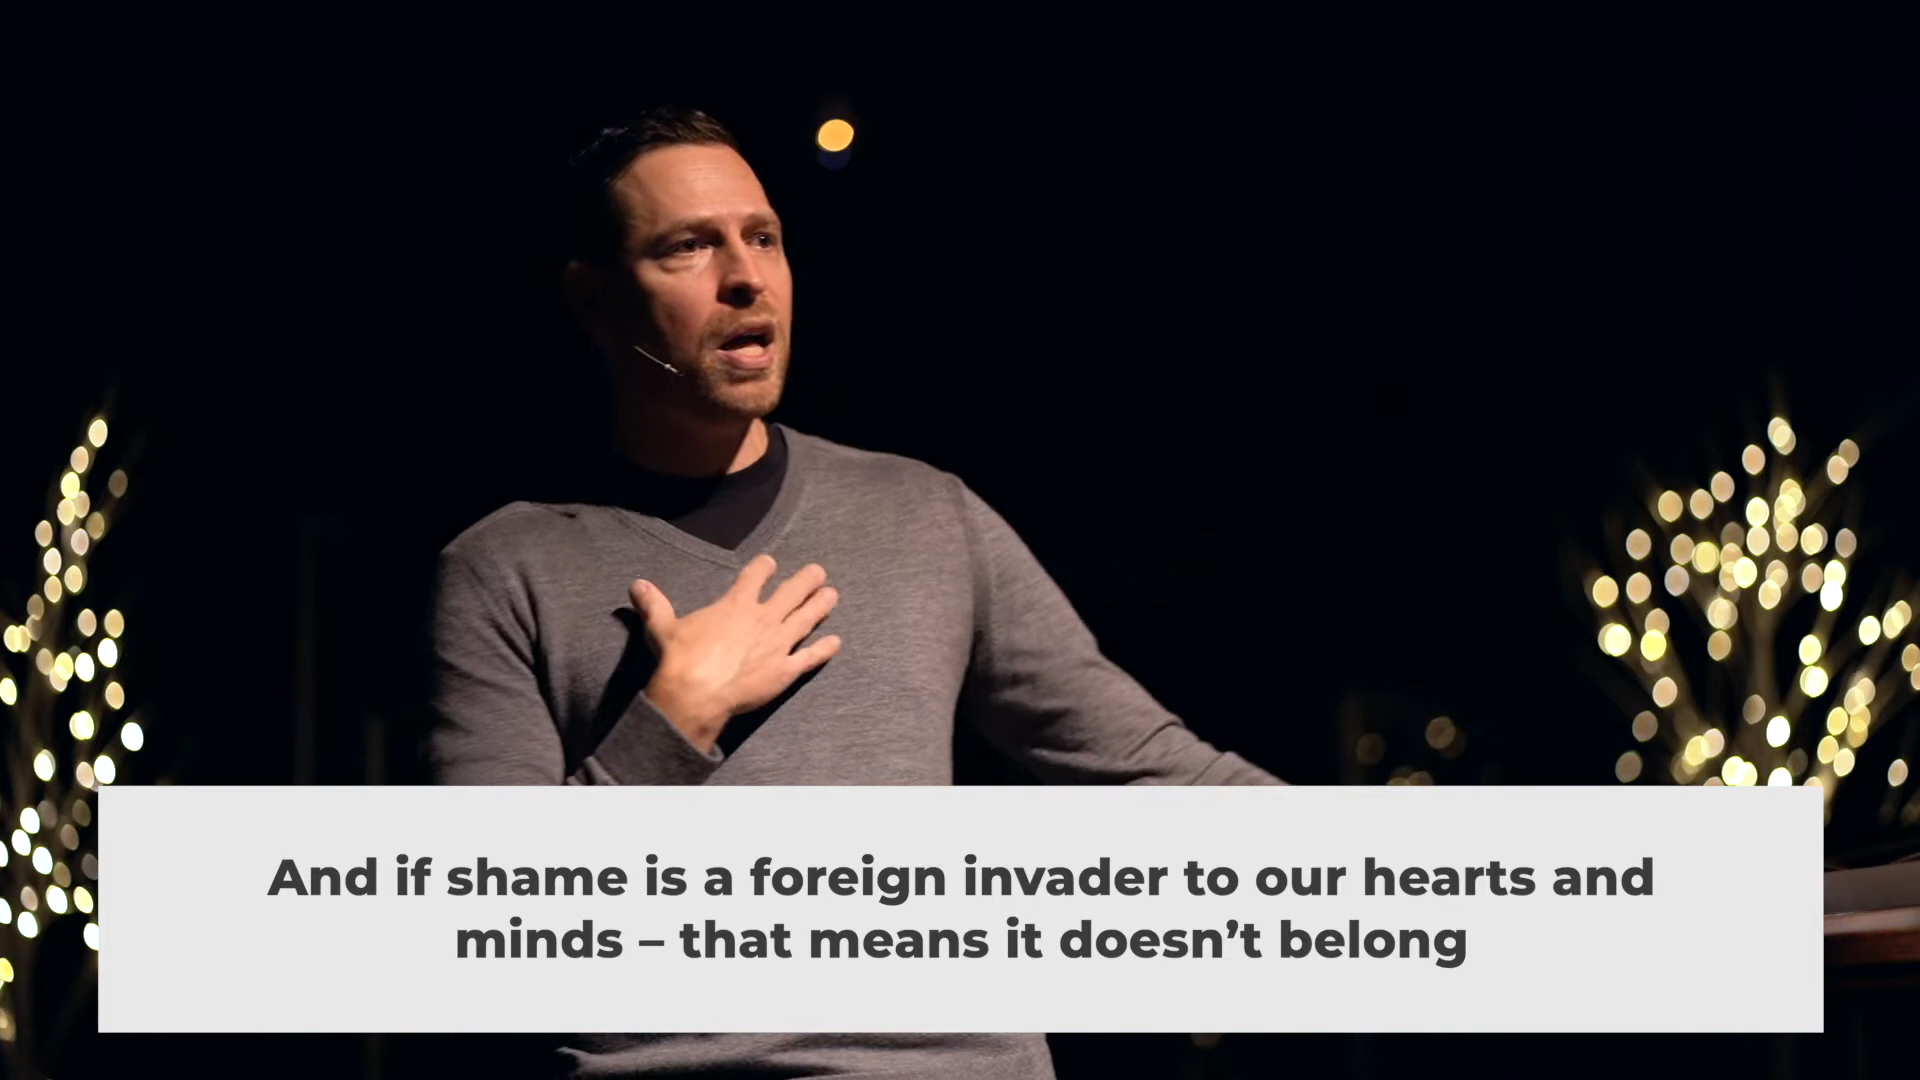 And if shame is a foreign invader to our hearts and
minds – that means it doesn’t belong